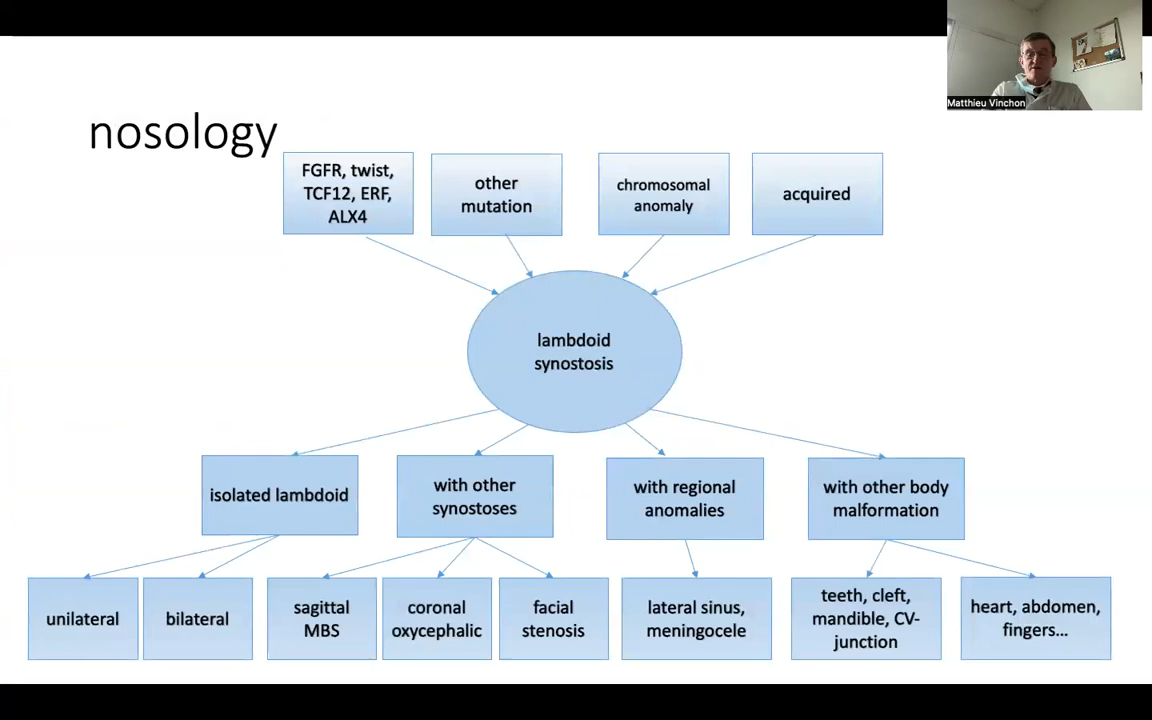 Matthieu Vinchon
nosology
FGFR, twist,
TCF12, ERF,
ALX4
other
mutation
chromosomal
anomaly
acquired
lambdoid
synostosis
isolated lambdoid
with other
synostoses
with regional
anomalies
with other body
malformation
unilateral
bilateral
sagittal
MBS
coronal
oxycephalic
facial
stenosis
lateral sinus,
meningocele
teeth, cleft,
mandible, CV-
junction
heart, abdomen,
fingers...